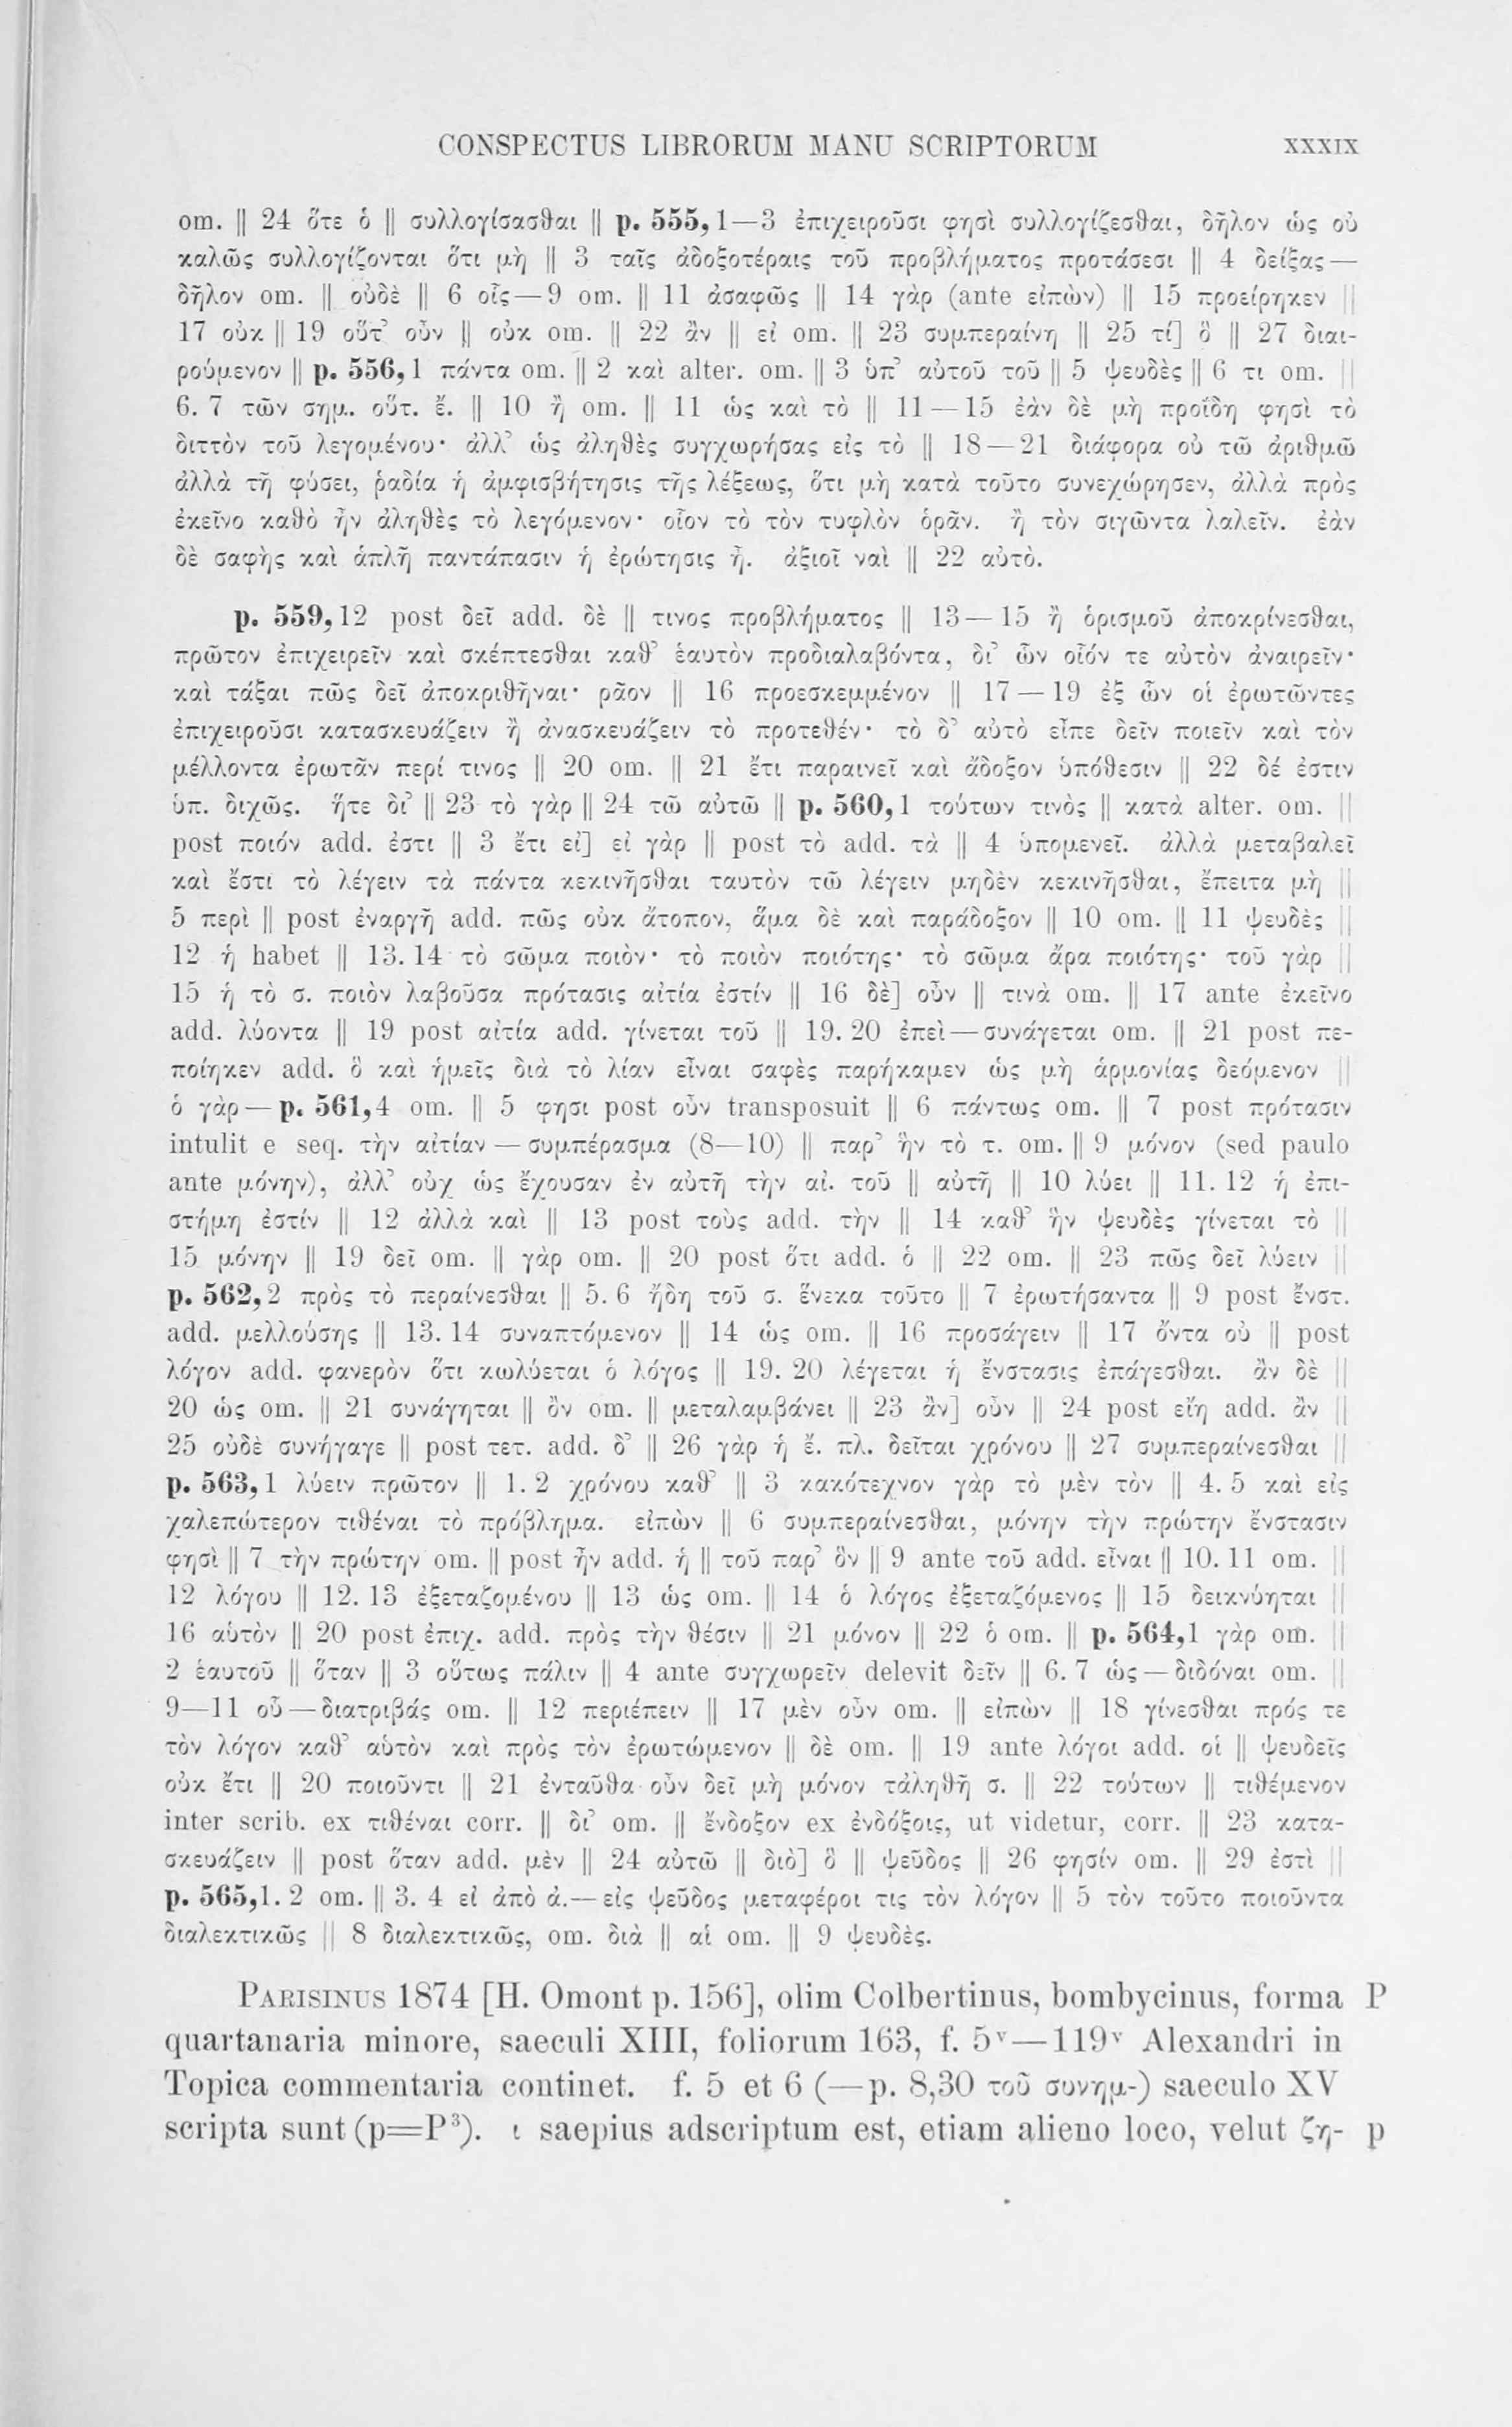 CONSPECTUS LIBRORUM MANU SCRIPTORUM XXXIX
om. || 24 ὅτε ὁ || συλλογίσασθαι || p. 555,1—3 ἐπιχειροῦσι φησὶ συλλογίζεσθαι, δῆλον ὡς οὐ
καλῶς συλλογίζονται ὅτι μὴ || 3 ταῖς ἀδοξοτέραις τοῦ προβλήματος προτάσεσι || 4 δείξας—
δῆλον om. || οὐδὲ || 6 οἷς—9 om. || 11 ἀσαφῶς || 14 γὰρ (ante εἰπὼν) || 15 προείρηκεν ||
17 οὐκ || 19 οὕτ’ οὖν || οὐκ om. || 22 ἂν || εἰ om. || 23 συμπεραίνη || 25 τί] ὃ || 27 διαι-
ρούμενον || p. 556,1 πάντα om. || 2 καὶ alter. om. || 3 ὑπ’ αὐτοῦ τοῦ || 5 ψευδὲς || 6 τι om. ||
6. 7 τῶν σημ. οὕτ. ἔ. || 10 ἢ om. || 11 ὡς καὶ τὸ || 11—15 ἐὰν δὲ μὴ προΐδη φησὶ τὸ
διττὸν τοῦ λεγομένου· ἀλλ’ ὡς ἀληθὲς συγχωρήσας εἰς τὸ || 18—21 διάφορα οὐ τῶ ἀριθμῶ
ἀλλὰ τῆ φύσει, ῥαδία ἡ ἀμφισβήτησις τῆς λέξεως, ὅτι μὴ κατὰ τοῦτο συνεχώρησεν, ἀλλὰ πρὸς
ἐκεῖνο καθὸ ἦν ἀληθὲς τὸ λεγόμενον· οἷον τὸ τὸν τυφλὸν ὁρᾶν. ἢ τὸν σιγῶντα λαλεῖν. ἐὰν
δὲ σαφὴς καὶ ἁπλῆ παντάπασιν ἡ ἐρώτησις ἦ. ἀξιοῖ ναὶ || 22 αὐτὸ.
p. 559,12 post δεῖ add. δὲ || τινος προβλήματος || 13—15 ἢ ὁρισμοῦ ἀποκρίνεσθαι,
πρῶτον ἐπιχειρεῖν καὶ σκέπτεσθαι καθ’ ἑαυτὸν προδιαλαβόντα, δι’ ὧν οἷόν τε αὐτὸν ἀναιρεῖν·
καὶ τάξαι πῶς δεῖ ἀποκριθῆναι· ρᾶον || 16 προεσκεμμένον || 17—19 ἐξ ὧν οἱ ἐρωτῶντες
ἐπιχειροῦσι κατασκευάζειν ἢ ἀνασκευάζειν τὸ προτεθέν· τὸ δ’ αὐτὸ εἶπε δεῖν ποιεῖν καὶ τὸν
μέλλοντα ἐρωτᾶν περί τινος || 20 om. || 21 ἔτι παραινεῖ καὶ ἄδοξον ὑπόθεσιν || 22 δέ ἐστιν
ὑπ. διχῶς. ἤτε δι’ || 23 τὸ γὰρ || 24 τῶ αὐτῶ || p. 560,1 τούτων τινὸς || κατὰ alter. om. ||
post ποιόν add. ἐστι || 3 ἔτι εἰ] εἰ γὰρ || post τὸ add. τὰ || 4 ὑπομενεῖ. ἀλλὰ μεταβαλεῖ
καὶ ἔστι τὸ λέγειν τὰ πάντα κεκινῆσθαι ταυτὸν τῶ λέγειν μηδὲν κεκινῆσθαι, ἔπειτα μὴ ||
5 περὶ || post ἐναργῆ add. πῶς οὐκ ἄτοπον, ἅμα δὲ καὶ παράδοξον || 10 om. || 11 ψευδὲς ||
12 ἡ habet || 13. 14 τὸ σῶμα ποιὸν· τὸ ποιὸν ποιότης· τὸ σῶμα ἄρα ποιότης· τοῦ γὰρ ||
15 ἡ τὸ σ. ποιὸν λαβοῦσα πρότασις αἰτία ἐστίν || 16 δὲ] οὖν || τινὰ om. || 17 ante ἐκεῖνο
add. λύοντα || 19 post αἰτία add. γίνεται τοῦ || 19. 20 ἐπεὶ—συνάγεται om. || 21 post πε-
ποίηκεν add. ὃ καὶ ἡμεῖς διὰ τὸ λίαν εἶναι σαφὲς παρήκαμεν ὡς μὴ ἁρμονίας δεόμενον ||
ὁ γὰρ—p. 561,4 om. || 5 φησι post οὖν transposuit || 6 πάντως om. || 7 post πρότασιν
intulit e seq. τὴν αἰτίαν—συμπέρασμα (8—10) || παρ’ ἣν τὸ τ. om. || 9 μόνον (sed paulo
ante μόνην), ἀλλ’ οὐχ ὡς ἔχουσαν ἐν αὐτῆ τὴν αἰ. τοῦ || αὐτῆ || 10 λύει || 11. 12 ἡ ἐπι-
στήμη ἐστίν || 12 ἀλλὰ καὶ || 13 post τοὺς add. τὴν || 14 καθ’ ἣν ψευδὲς γίνεται τὸ ||
15 μόνην || 19 δεῖ om. || γὰρ om. || 20 post ὅτι add. ὁ || 22 om. || 23 πῶς δεῖ λύειν ||
p. 562,2 πρὸς τὸ περαίνεσθαι || 5. 6 ἤδη τοῦ σ. ἕνεκα τοῦτο || 7 ἐρωτήσαντα || 9 post ἔνστ.
add. μελλούσης || 13. 14 συναπτόμενον || 14 ὡς om. || 16 προσάγειν || 17 ὄντα οὐ || post
λόγον add. φανερὸν ὅτι κωλύεται ὁ λόγος || 19. 20 λέγεται ἡ ἔνστασις ἐπάγεσθαι. ἂν δὲ ||
20 ὡς om. || 21 συνάγηται || ὃν om. || μεταλαμβάνει || 23 ἂν] οὖν || 24 post εἴη add. ἂν ||
25 οὐδὲ συνήγαγε || post τετ. add. δ’ || 26 γὰρ ἡ ἔ. πλ. δεῖται χρόνου || 27 συμπεραίνεσθαι ||
p. 563,1 λύειν πρῶτον || 1. 2 χρόνου καθ’ || 3 κακότεχνον γὰρ τὸ μὲν τὸν || 4. 5 καὶ εἰς
χαλεπώτερον τιθέναι τὸ πρόβλημα. εἰπὼν || 6 συμπεραίνεσθαι, μόνην τὴν πρώτην ἔνστασιν
φησὶ || 7 τὴν πρώτην om. || post ἦν add. ἡ || τοῦ παρ’ ὃν || 9 ante τοῦ add. εἶναι || 10. 11 om. ||
12 λόγου || 12. 13 ἐξεταζομένου || 13 ὡς om. || 14 ὁ λόγος ἐξεταζόμενος || 15 δεικνύηται ||
16 αὑτὸν || 20 post ἐπιχ. add. πρὸς τὴν θέσιν || 21 μόνον || 22 ὁ om. || p. 564,1 γὰρ om. ||
2 ἑαυτοῦ || ὅταν || 3 οὕτως πάλιν || 4 ante συγχωρεῖν delevit δεῖν || 6. 7 ὡς—διδόναι om. ||
9—11 οὗ—διατριβάς om. || 12 περιέπειν || 17 μὲν οὖν om. || εἰπὼν || 18 γίνεσθαι πρός τε
τὸν λόγον καθ’ αὑτὸν καὶ πρὸς τὸν ἐρωτώμενον || δὲ om. || 19 ante λόγοι add. οἱ || ψευδεῖς
οὐκ ἔτι || 20 ποιοῦντι || 21 ἐνταῦθα οὖν δεῖ μὴ μόνον τἀληθῆ σ. || 22 τούτων || τιθέμενον
inter scrib. ex τιθέναι corr. || δι’ om. || ἔνδοξον ex ἐνδόξοις, ut videtur, corr. || 23 κατα-
σκευάζειν || post ὅταν add. μὲν || 24 αὐτῶ || διὸ] ὃ || ψεῦδος || 26 φησίν om. || 29 ἐστὶ ||
p. 565,1. 2 om. || 3. 4 εἰ ἀπὸ ἀ.—εἰς ψεῦδος μεταφέροι τις τὸν λόγον || 5 τὸν τοῦτο ποιοῦντα
διαλεκτικῶς || 8 διαλεκτικῶς, om. διὰ || αἱ om. || 9 ψευδὲς.
PARISINUS 1874 [H. Omont p. 156], olim Colbertinus, bombycinus, forma P
quartanaria minore, saeculi XIII, foliorum 163, f. 5v—119v Alexandri in
Topica commentaria continet. f. 5 et 6 (—p. 8,30 τοῦ συνημ-) saeculo XV
scripta sunt (p=P³). ι saepius adscriptum est, etiam alieno loco, velut ζη- p